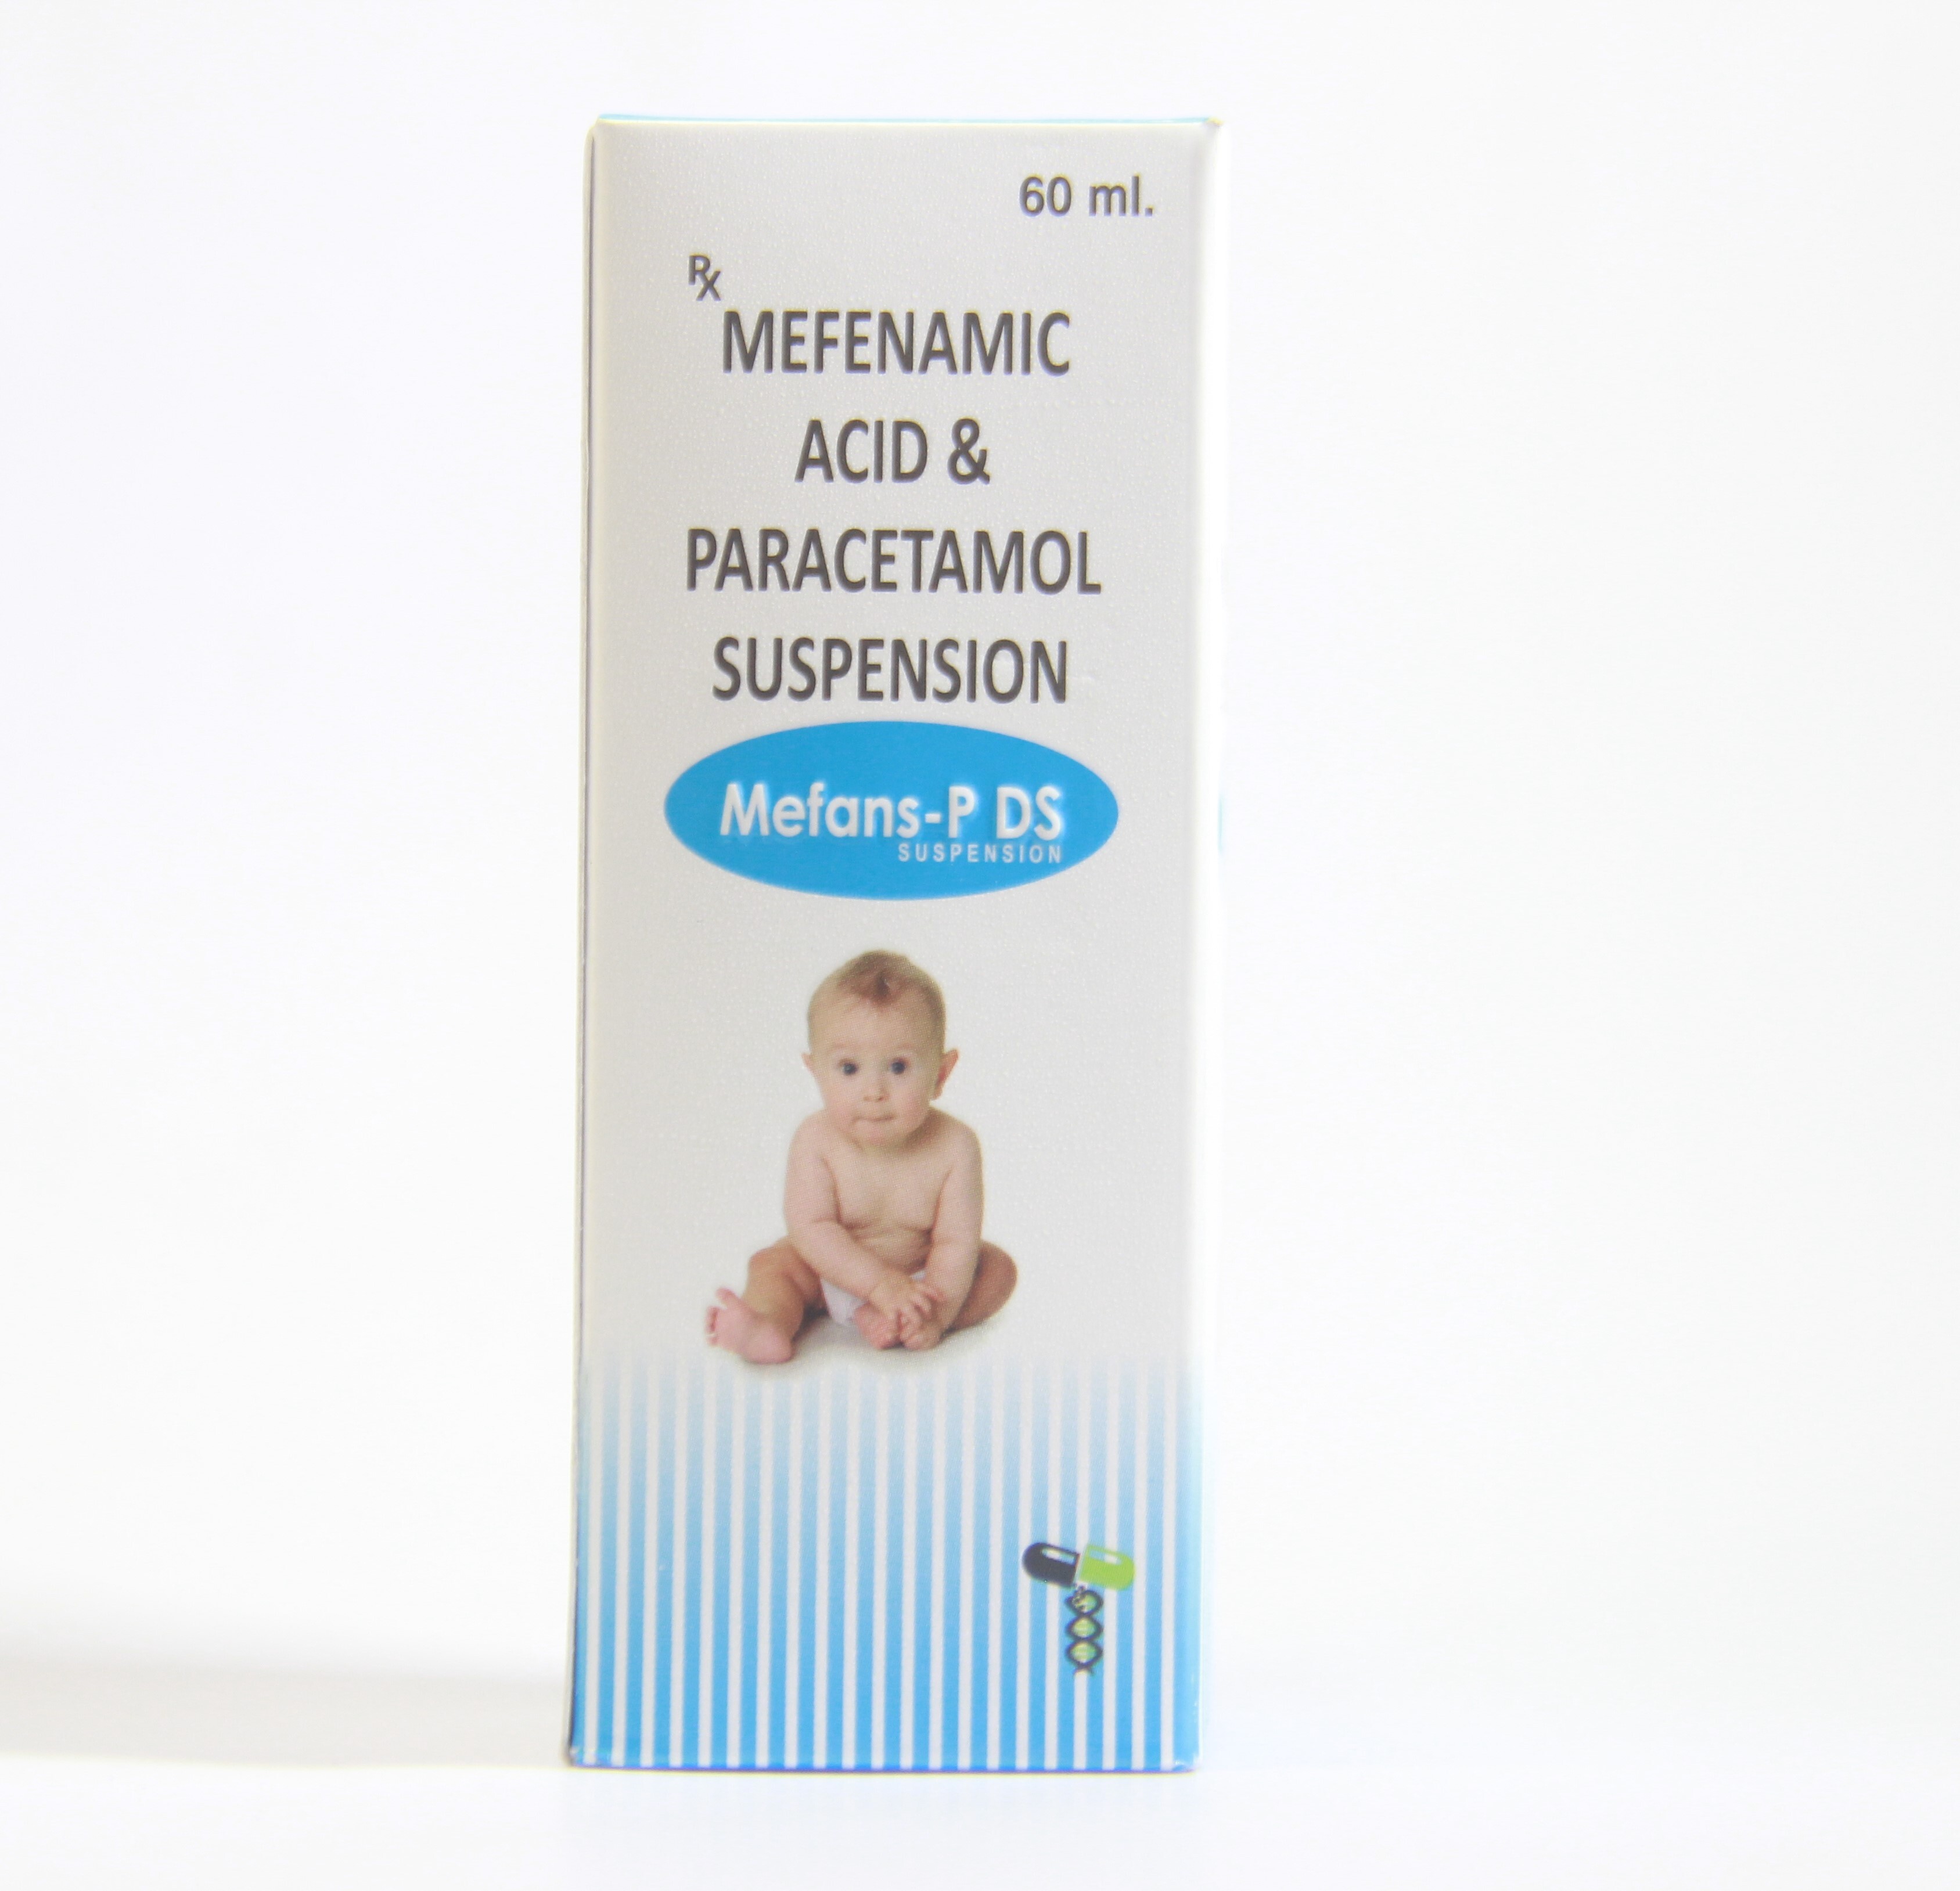 60 ml.
Rx
MEFENAMIC
ACID &
PARACETAMOL
SUSPENSION
Mefans-P DS
SUSPENSION